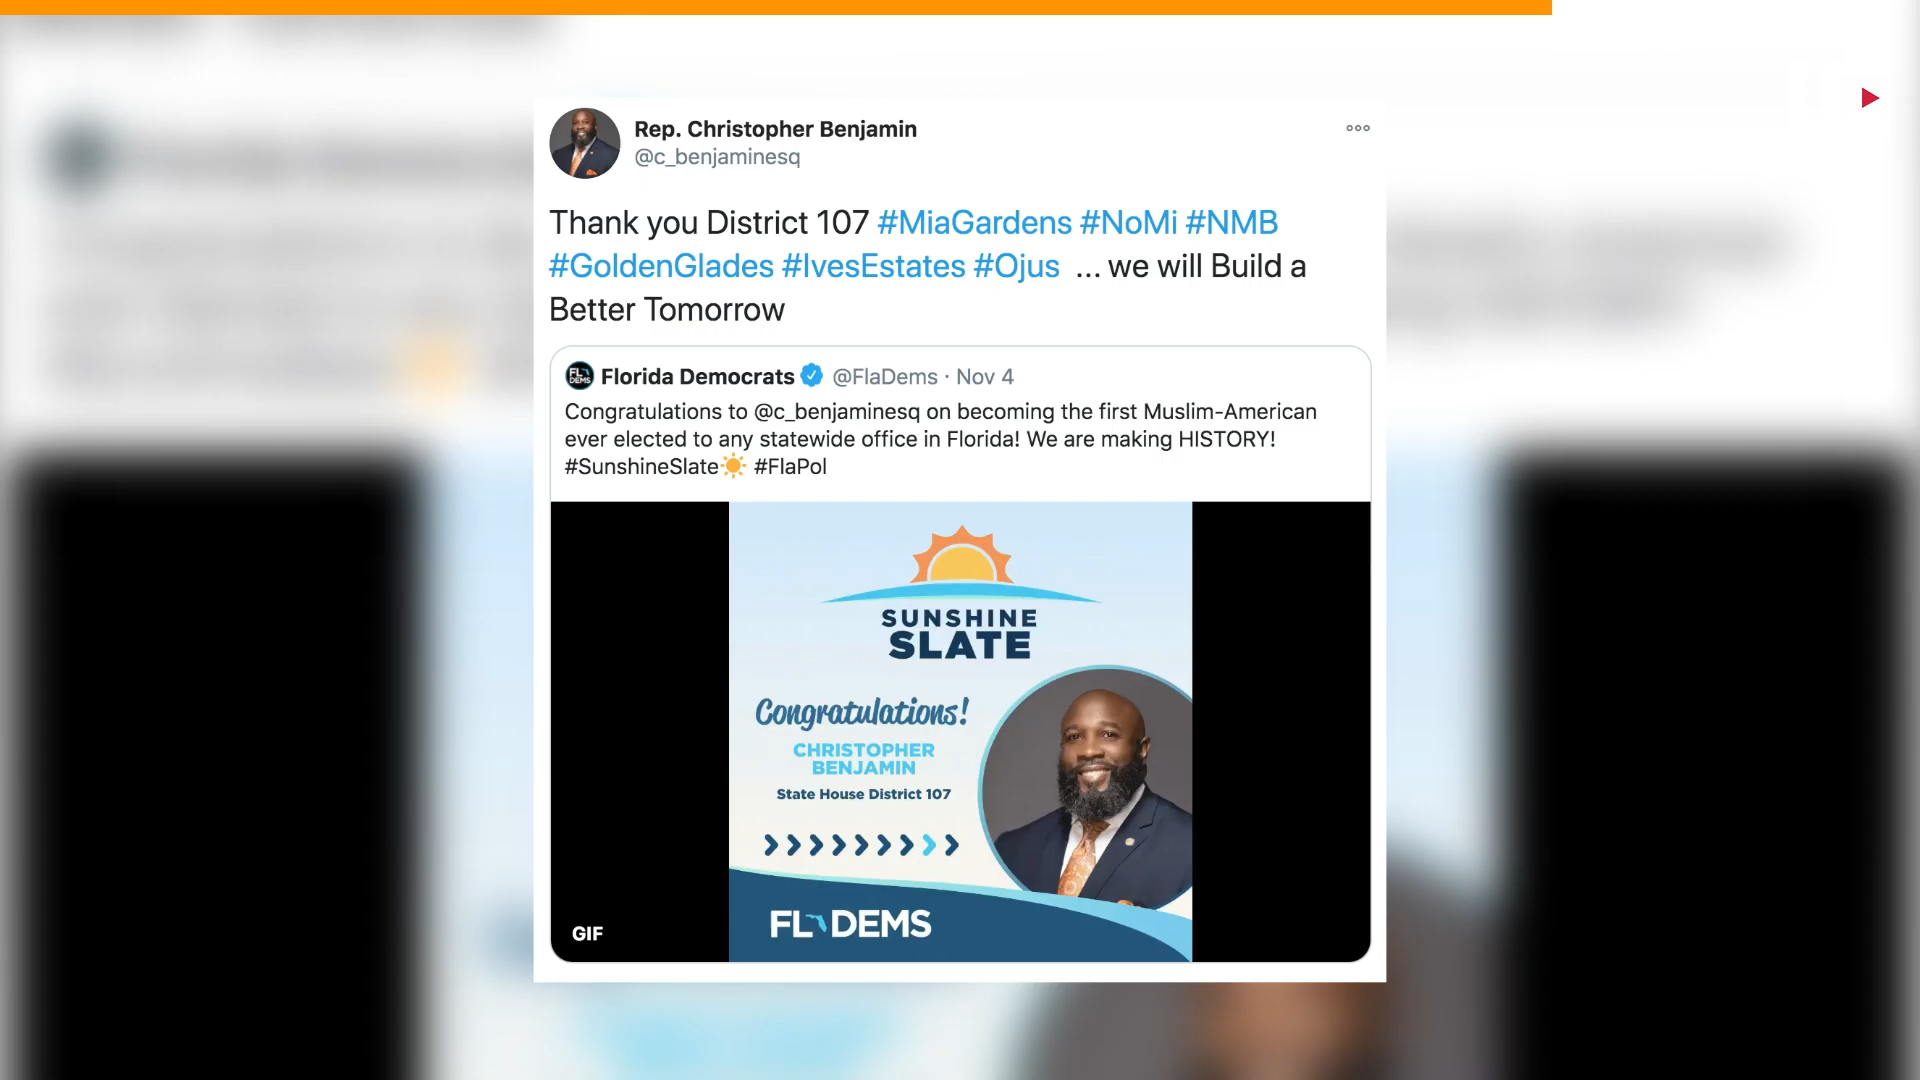 Rep. Christopher Benjamin
@c_benjaminesq
Thank you District 107 #MiaGardens #NoMi #NMB
#GoldenGlades #IvesEstates #Ojus ... we will Build a
Better Tomorrow
FL DEMS Florida Democrats @FlaDems · Nov 4
Congratulations to @c_benjaminesq on becoming the first Muslim-American
ever elected to any statewide office in Florida! We are making HISTORY!
#SunshineSlate☀️ #FlaPol
SUNSHINE
SLATE
Congratulations!
CHRISTOPHER
BENJAMIN
State House District 107
FL DEMS
GIF